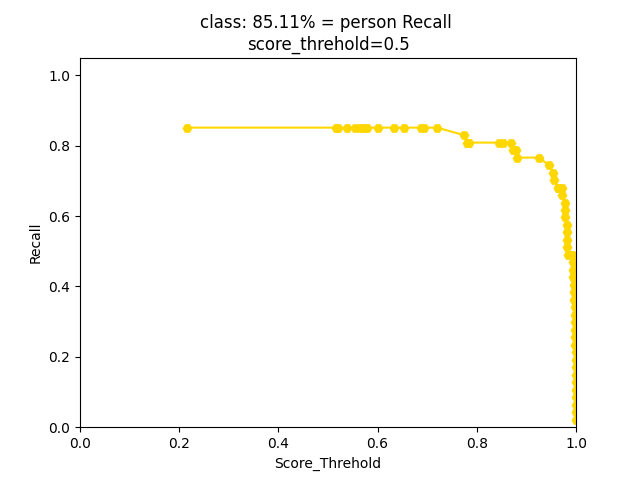 class: 85.11% = person Recall
score_threhold=0.5
1.0
0.8
0.6
0.4
0.2
0.0
Recall
0.0 0.2 0.4 0.6 0.8 1.0
Score_Threhold